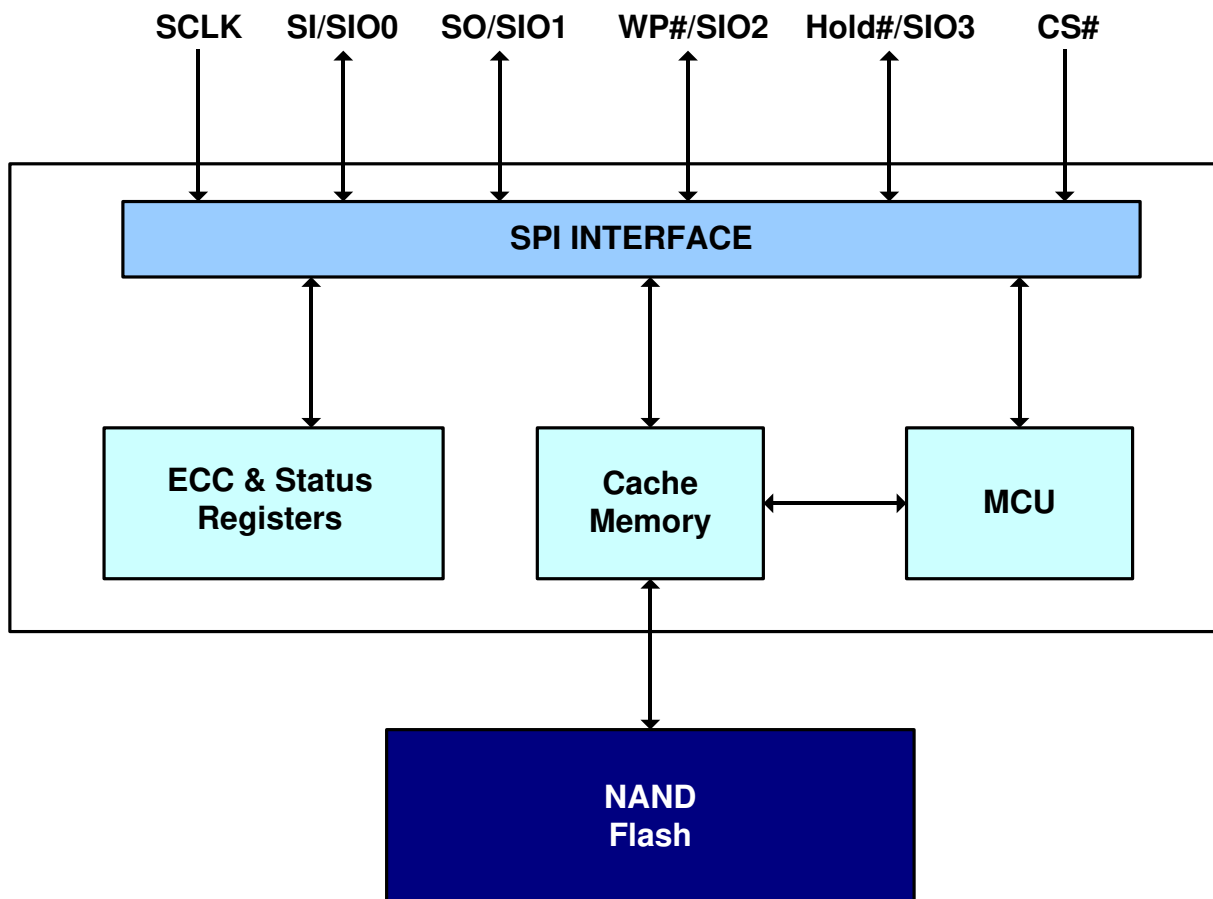 SCLK SI/SIO0 SO/SIO1 WP#/SIO2 Hold#/SIO3 CS#
SPI INTERFACE
ECC & Status
Registers
Cache
Memory
MCU
NAND
Flash